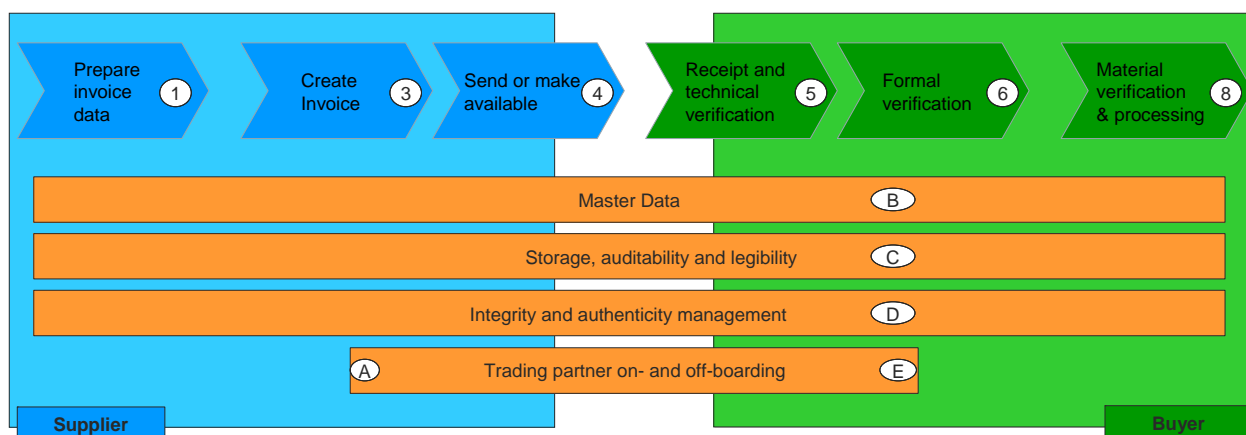 Prepare
invoice
data
1
Create
Invoice
3
Send or make
available
4
Receipt and
technical
verification
5
Formal
verification
6
Material
verification
& processing
8
Master Data
B
Storage, auditability and legibility
C
Integrity and authenticity management
D
A
Trading partner on- and off-boarding
E
Supplier
Buyer